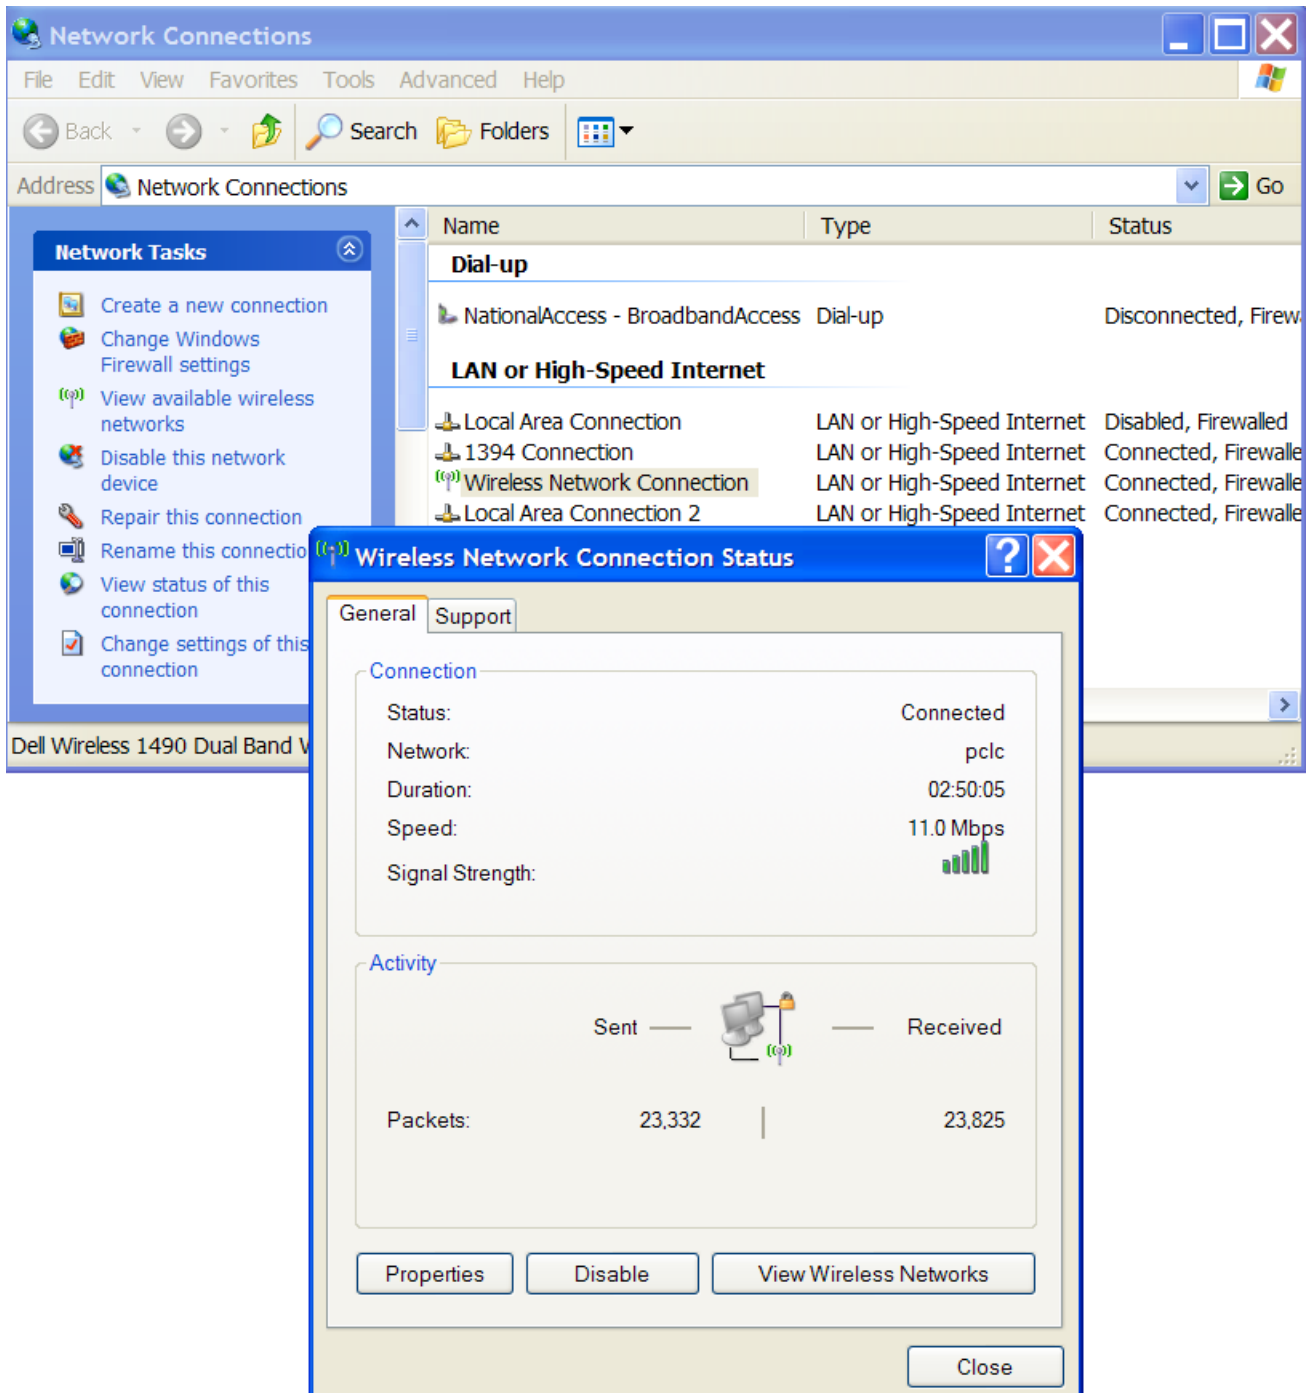 Network Connections
File Edit View Favorites Tools Advanced Help
Back Search Folders
Address Network Connections Go
Network Tasks
Create a new connection
Change Windows
Firewall settings
View available wireless
networks
Disable this network
device
Repair this connection
Rename this connectio
View status of this
connection
Change settings of this
connection
Name Type Status
Dial-up
NationalAccess - BroadbandAccess Dial-up Disconnected, Firew
LAN or High-Speed Internet
Local Area Connection LAN or High-Speed Internet Disabled, Firewalled
1394 Connection LAN or High-Speed Internet Connected, Firewalle
Wireless Network Connection LAN or High-Speed Internet Connected, Firewalle
Local Area Connection 2 LAN or High-Speed Internet Connected, Firewalle
Dell Wireless 1490 Dual Band
Wireless Network Connection Status
General Support
Connection
Status: Connected
Network: pclc
Duration: 02:50:05
Speed: 11.0 Mbps
Signal Strength:
Activity
Sent Received
Packets: 23,332 23,825
Properties Disable View Wireless Networks
Close